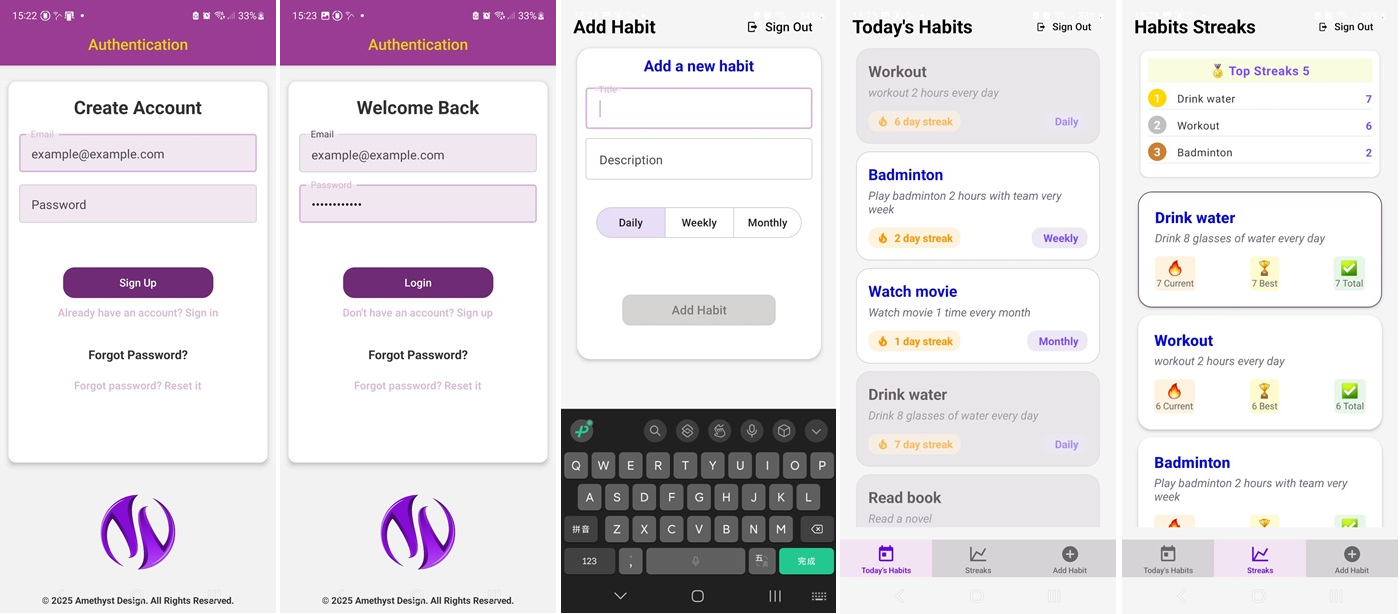 15:22
33%
Authentication
Create Account
Email
example@example.com
Password
Sign Up
Already have an account? Sign in
Forgot Password?
Forgot password? Reset it
© 2025 Amethyst Design. All Rights Reserved.
15:23
33%
Authentication
Welcome Back
Email
example@example.com
Password
••••••••••••
Login
Don't have an account? Sign up
Forgot Password?
Forgot password? Reset it
© 2025 Amethyst Design. All Rights Reserved.
Add Habit
Sign Out
Add a new habit
Title
Description
Daily
Weekly
Monthly
Add Habit
Q W E R T Y U I O P
A S D F G H J K L
拼音 Z X C V B N M
123 五 完成
Today's Habits
Sign Out
Workout
workout 2 hours every day
6 day streak
Daily
Badminton
Play badminton 2 hours with team very
week
2 day streak
Weekly
Watch movie
Watch movie 1 time every month
1 day streak
Monthly
Drink water
Drink 8 glasses of water every day
7 day streak
Daily
Read book
Read a novel
Today's Habits
Streaks
Add Habit
Habits Streaks
Sign Out
🏅 Top Streaks 5
1 Drink water 7
2 Workout 6
3 Badminton 2
Drink water
Drink 8 glasses of water every day
7 Current
7 Best
7 Total
Workout
workout 2 hours every day
6 Current
6 Best
6 Total
Badminton
Play badminton 2 hours with team very
week
Today's Habits
Streaks
Add Habit